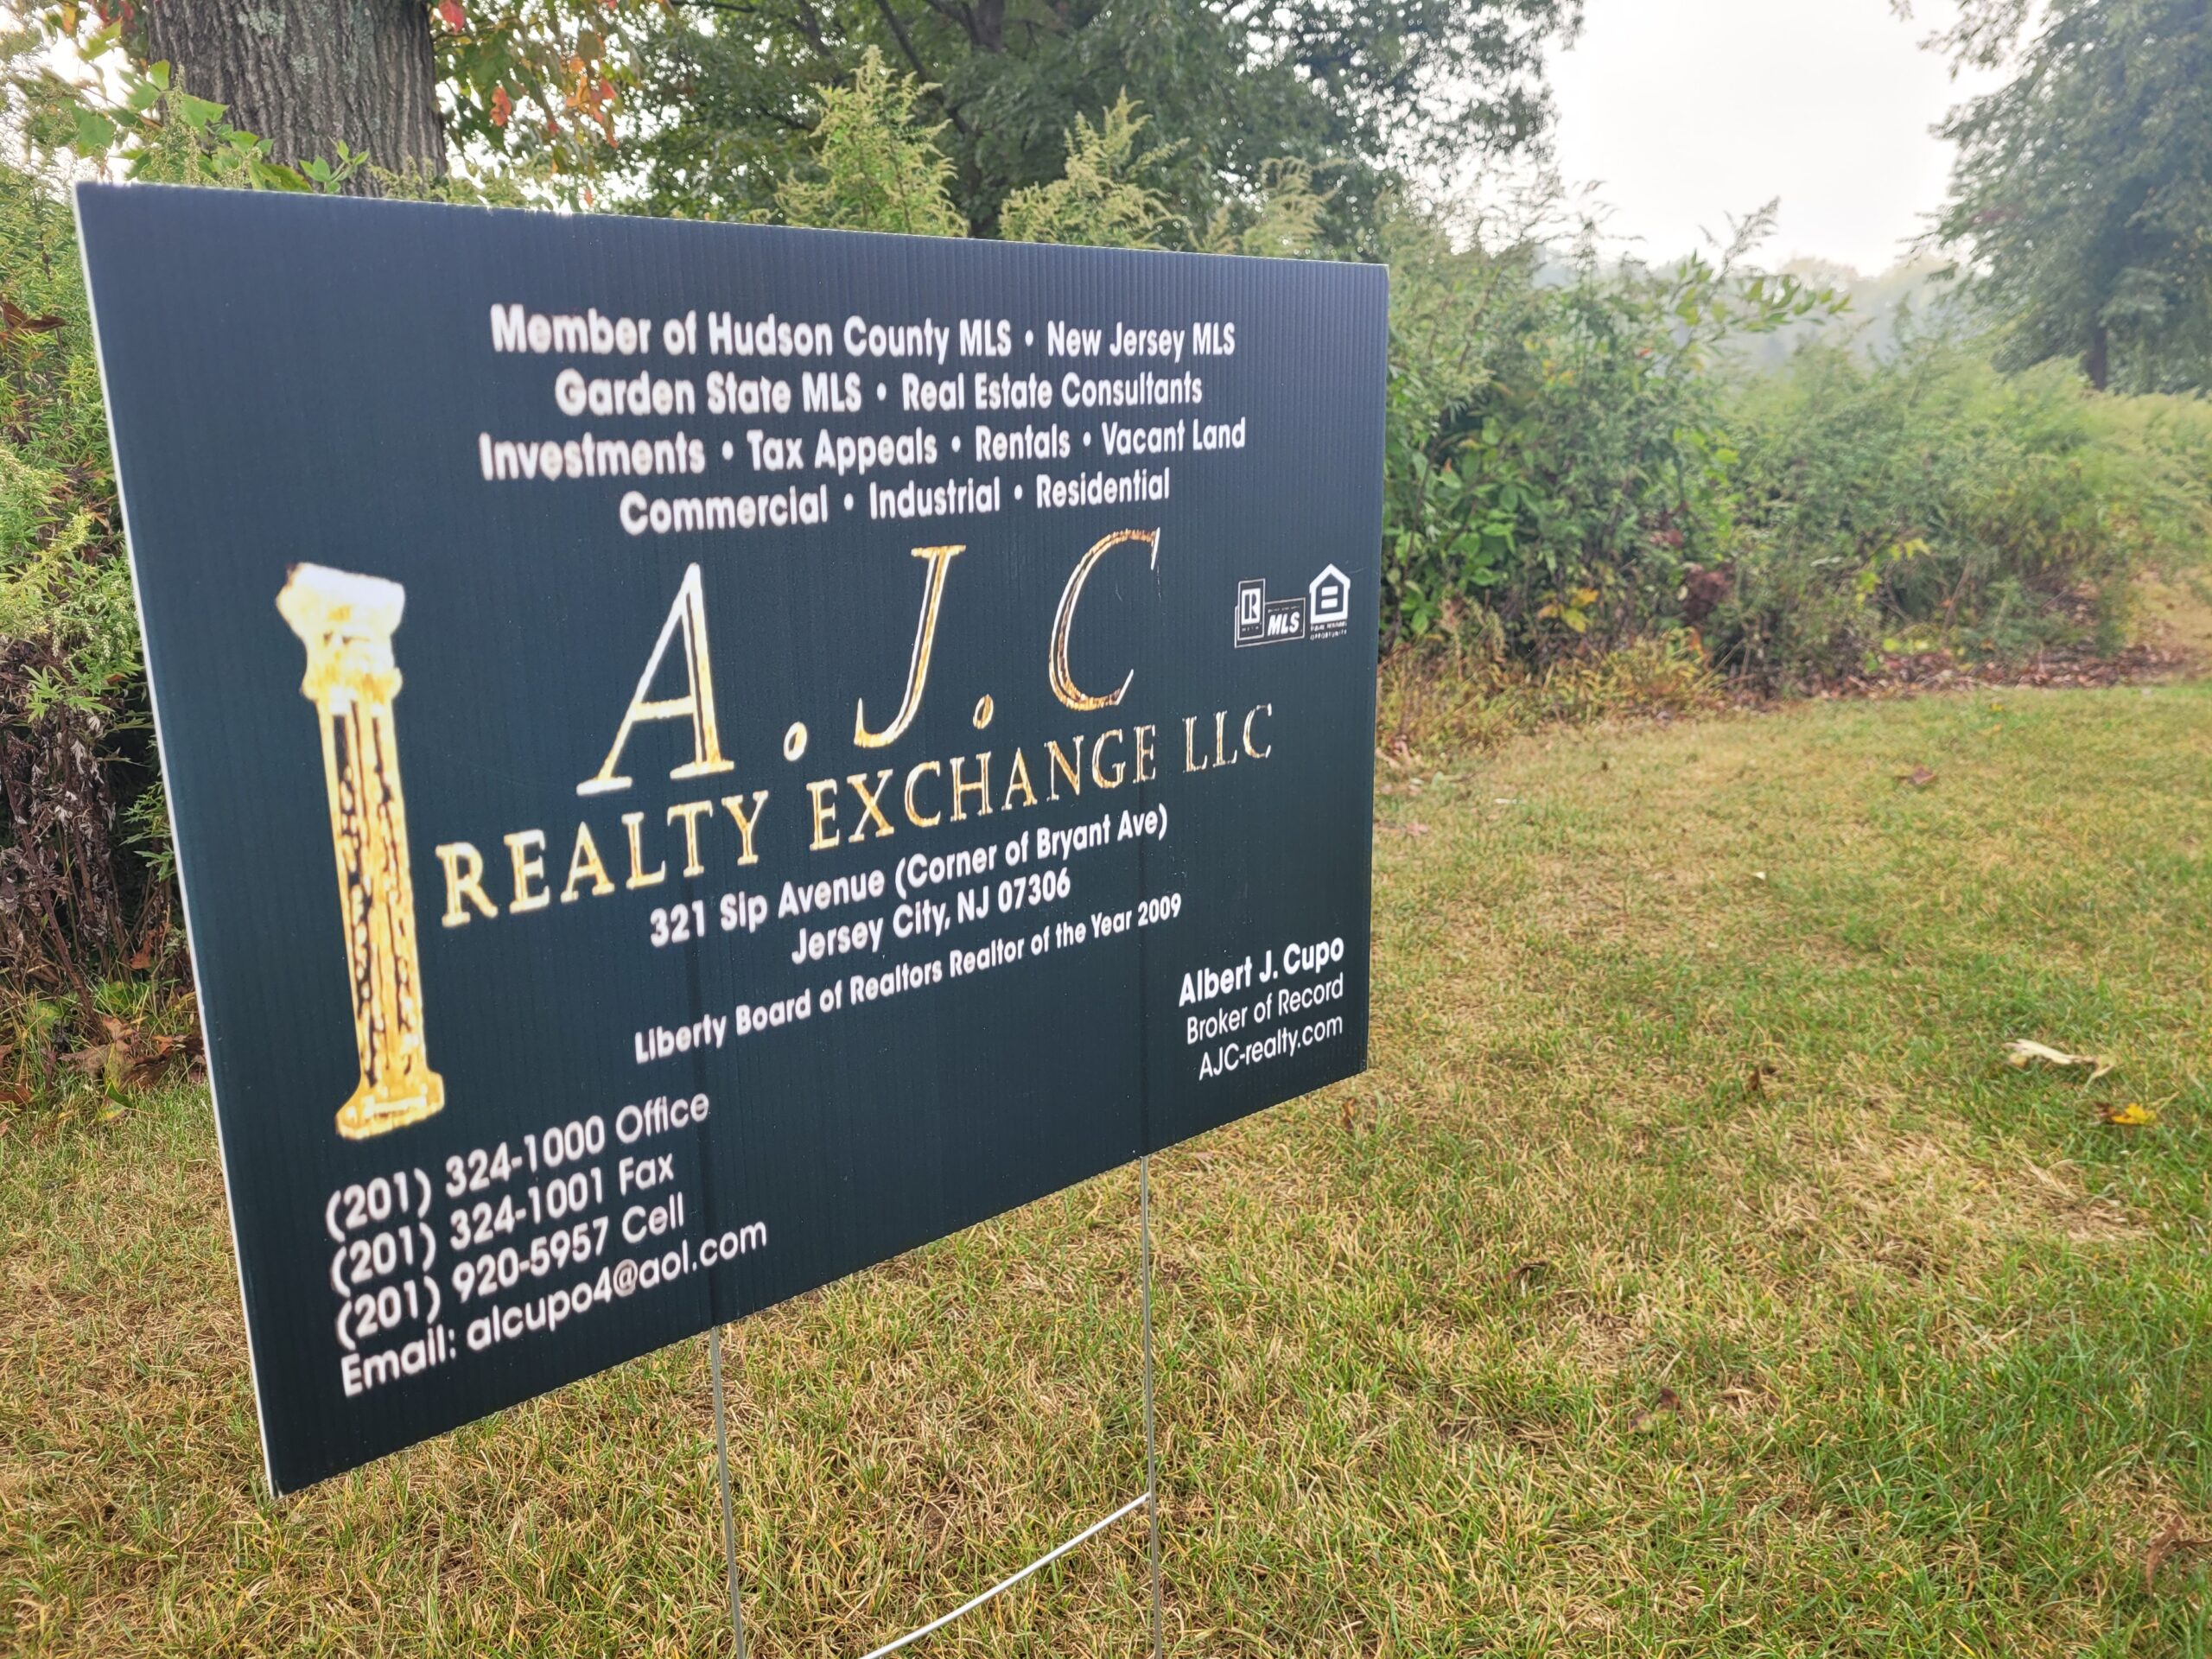 Member of Hudson County MLS • New Jersey MLS
Garden State MLS • Real Estate Consultants
Investments • Tax Appeals • Rentals • Vacant Land
Commercial • Industrial • Residential
A.J.C
REALTY EXCHANGE LLC
R
MLS
OPPORTUNITY
321 Sip Avenue (Corner of Bryant Ave)
Jersey City, NJ 07306
Liberty Board of Realtors Realtor of the Year 2009
Albert J. Cupo
Broker of Record
AJC-realty.com
(201) 324-1000 Office
(201) 324-1001 Fax
(201) 920-5957 Cell
Email: alcupo4@aol.com